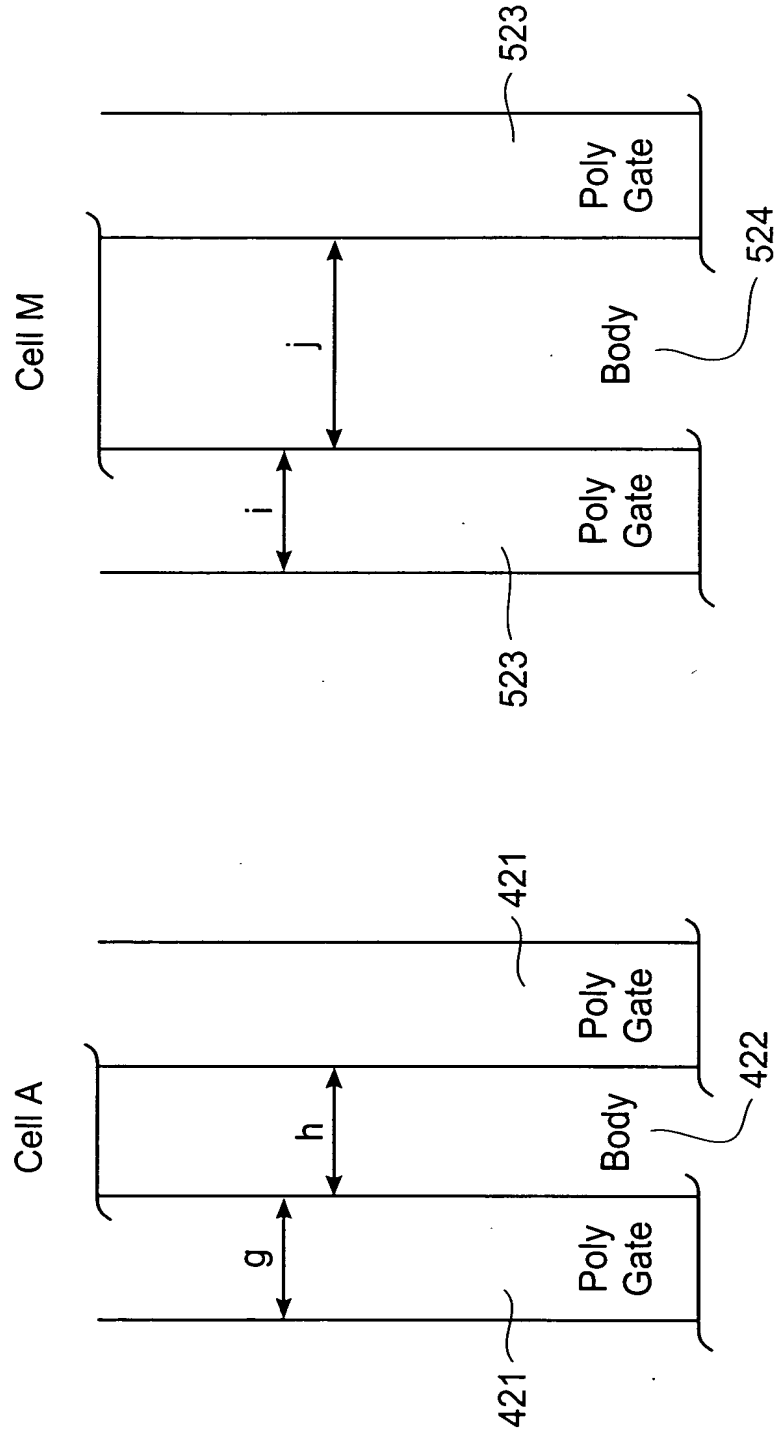 Cell A
g
h
421
421
Poly
Gate
Body
Poly
Gate
422
Cell M
i
j
523
523
Poly
Gate
Body
Poly
Gate
524